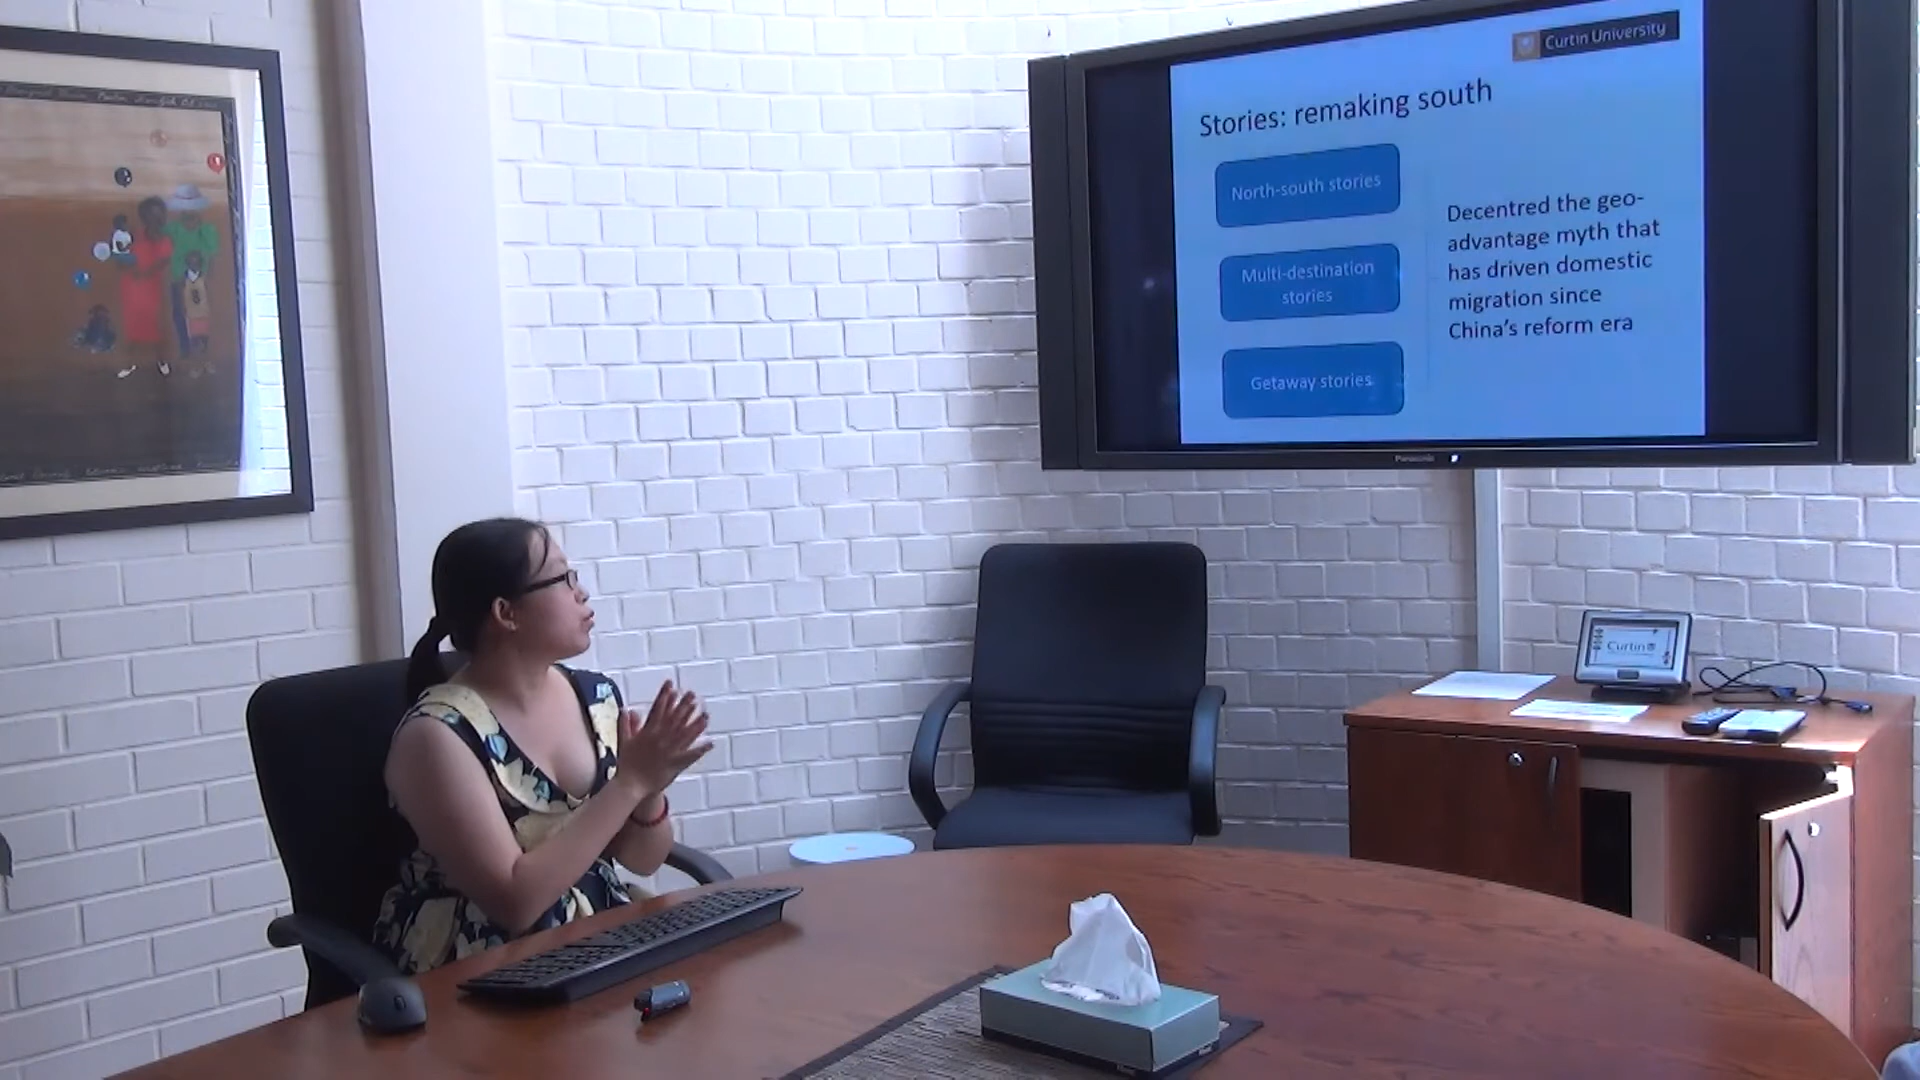 Curtin University
Stories: remaking south
North-south stories
Multi-destination
stories
Getaway stories
Decentred the geo-
advantage myth that
has driven domestic
migration since
China's reform era
Panasonic
Curtin